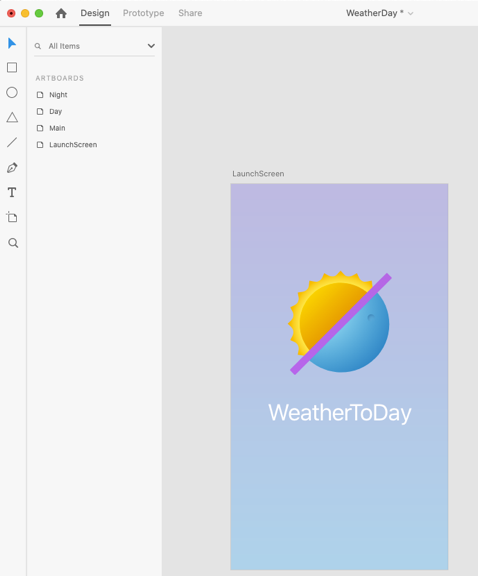 Design Prototype Share WeatherDay *
All Items
ARTBOARDS
Night
Day
Main
LaunchScreen
LaunchScreen
T
WeatherToDay